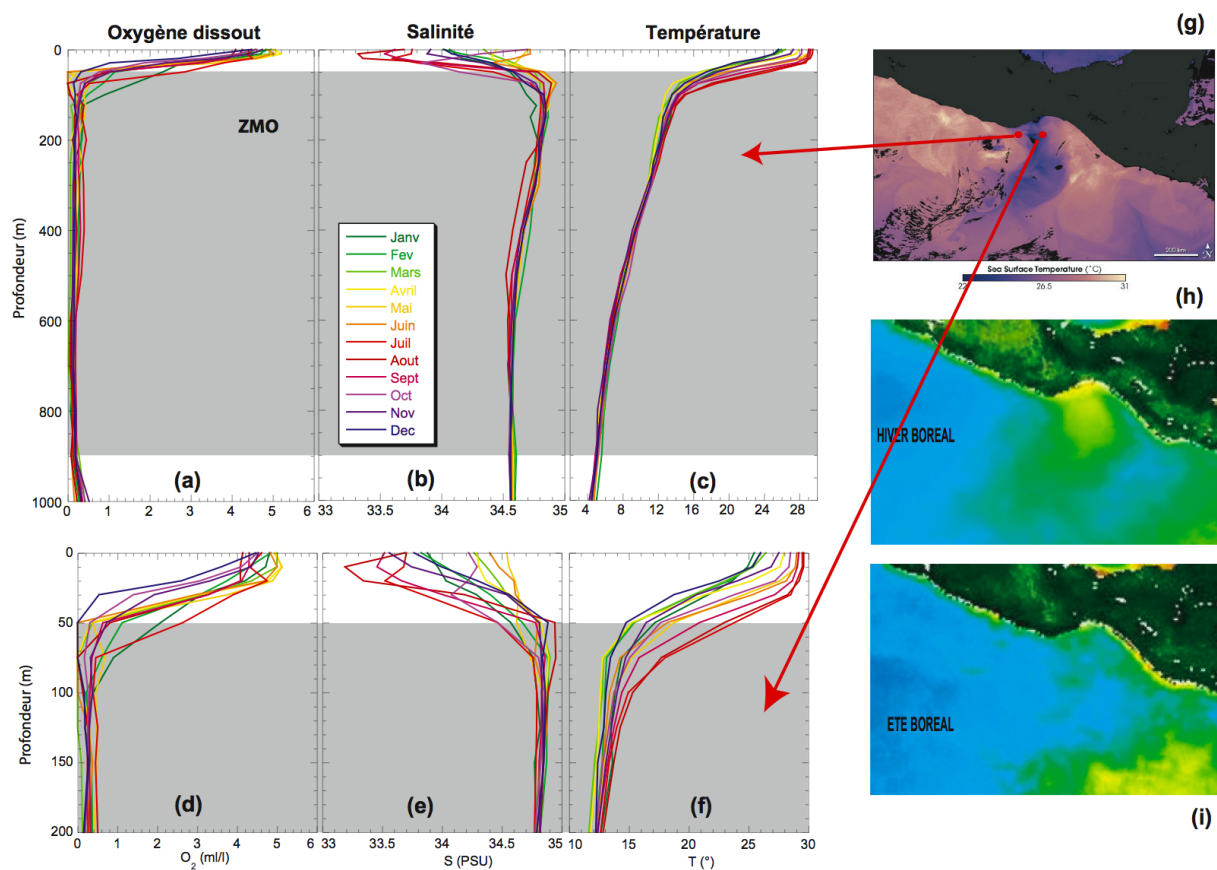 Oxygène dissout
Salinité
Température
(g)
0
200
400
600
800
1000
Profondeur (m)
ZMO
Janv
Fev
Mars
Avril
Mai
Juin
Juil
Aout
Sept
Oct
Nov
Dec
(a)
(b)
(c)
0 1 2 3 4 5 6
33 33.5 34 34.5 35
4 8 12 16 20 24 28
200 km
N
Sea Surface Temperature (°C)
22 26.5 31
(h)
HIVER BOREAL
0
50
100
150
200
Profondeur (m)
(d)
(e)
(f)
0 1 2 3 4 5 6
33 33.5 34 34.5 35
10 15 20 25 30
O2 (ml/l)
S (PSU)
T (°)
ETE BOREAL
(i)